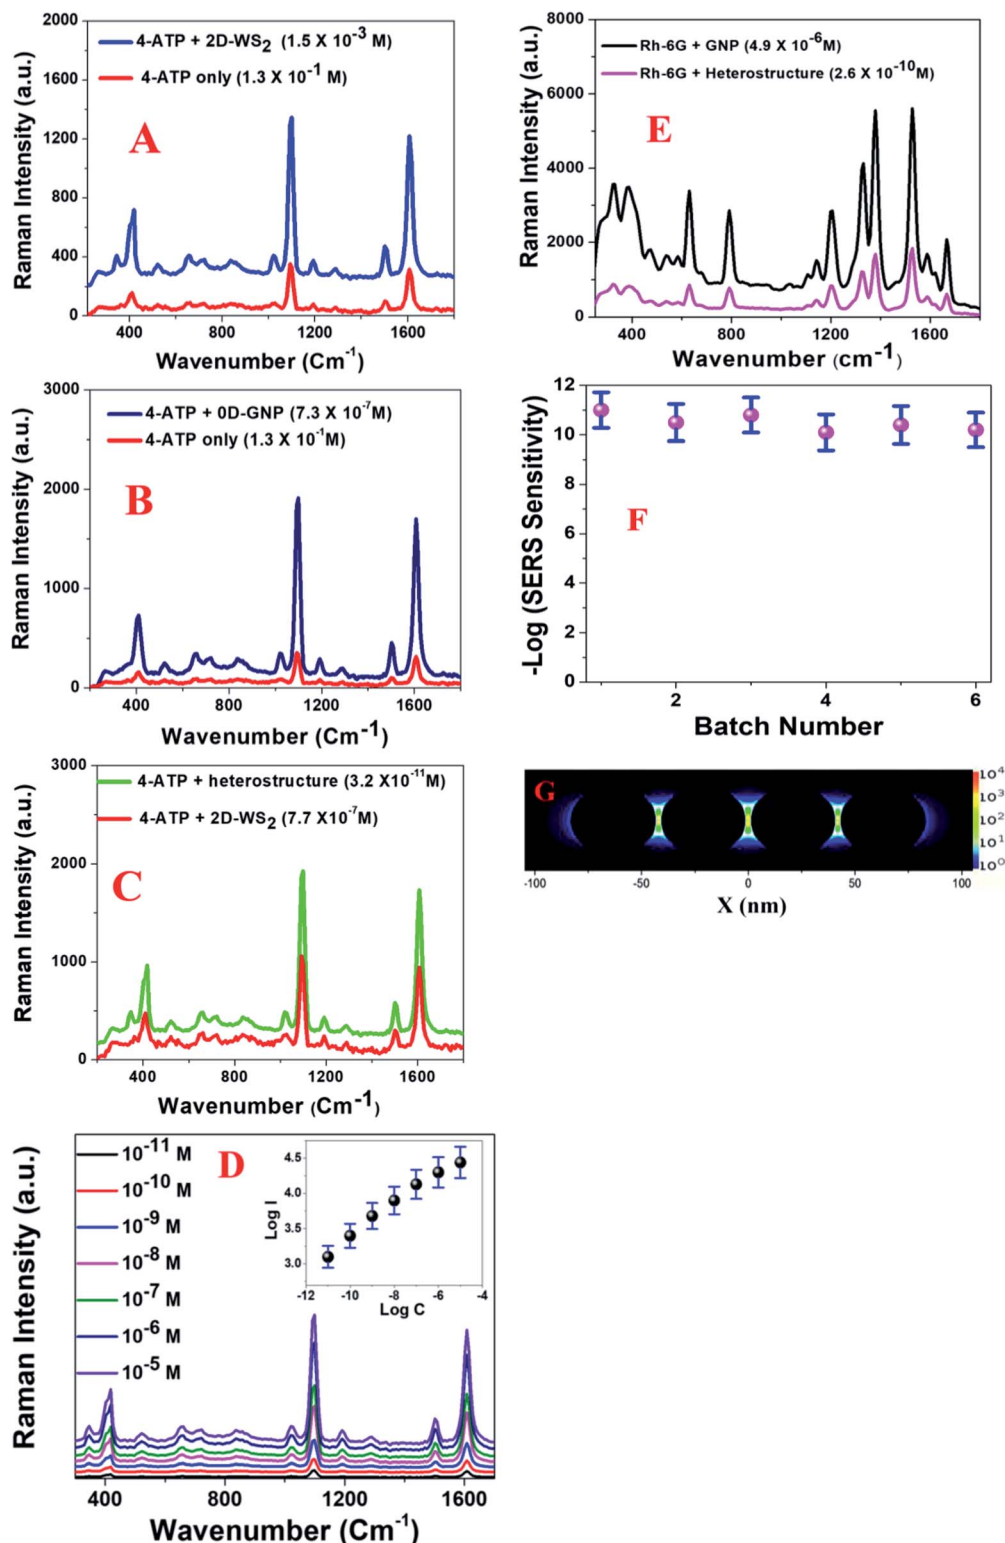 2000
1600
1200
800
400
0
Raman Intensity (a.u.)
4-ATP + 2D-WS2 (1.5 X 10-3 M)
4-ATP only (1.3 X 10-1 M)
A
400 800 1200 1600
Wavenumber (Cm-1)
3000
2000
1000
0
Raman Intensity (a.u.)
4-ATP + 0D-GNP (7.3 X 10-7M)
4-ATP only (1.3 X 10-1M)
B
400 800 1200 1600
Wavenumber (Cm-1)
3000
2000
1000
0
Raman Intensity (a.u.)
4-ATP + heterostructure (3.2 X10-11M)
4-ATP + 2D-WS2 (7.7 X10-7M)
C
400 800 1200 1600
Wavenumber (Cm-1)
Raman Intensity (a.u.)
10-11 M
10-10 M
10-9 M
10-8 M
10-7 M
10-6 M
10-5 M
D
4.5
4.0
3.5
3.0
Log I
-12 -10 -8 -6 -4
Log C
400 800 1200 1600
Wavenumber (Cm-1)
8000
6000
4000
2000
0
Raman Intensity (a.u.)
Rh-6G + GNP (4.9 X 10-6M)
Rh-6G + Heterostructure (2.6 X 10-10M)
E
400 800 1200 1600
Wavenumber (cm-1)
12
10
8
6
4
2
0
-Log (SERS Sensitivity)
F
2 4 6
Batch Number
G
104
103
102
101
100
-100 -50 0 50 100
X (nm)